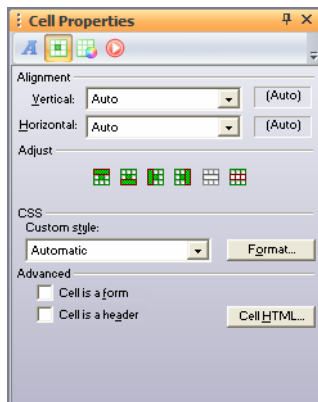 Cell Properties
Alignment
Vertical: Auto (Auto)
Horizontal: Auto (Auto)
Adjust
CSS
Custom style:
Automatic Format...
Advanced
Cell is a form
Cell is a header Cell HTML...